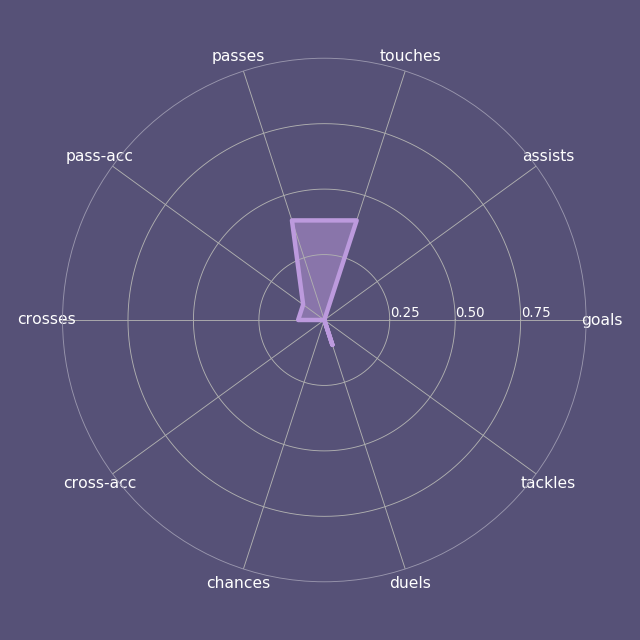 passes
touches
pass-acc
assists
crosses
0.25
0.50
0.75
goals
cross-acc
tackles
chances
duels